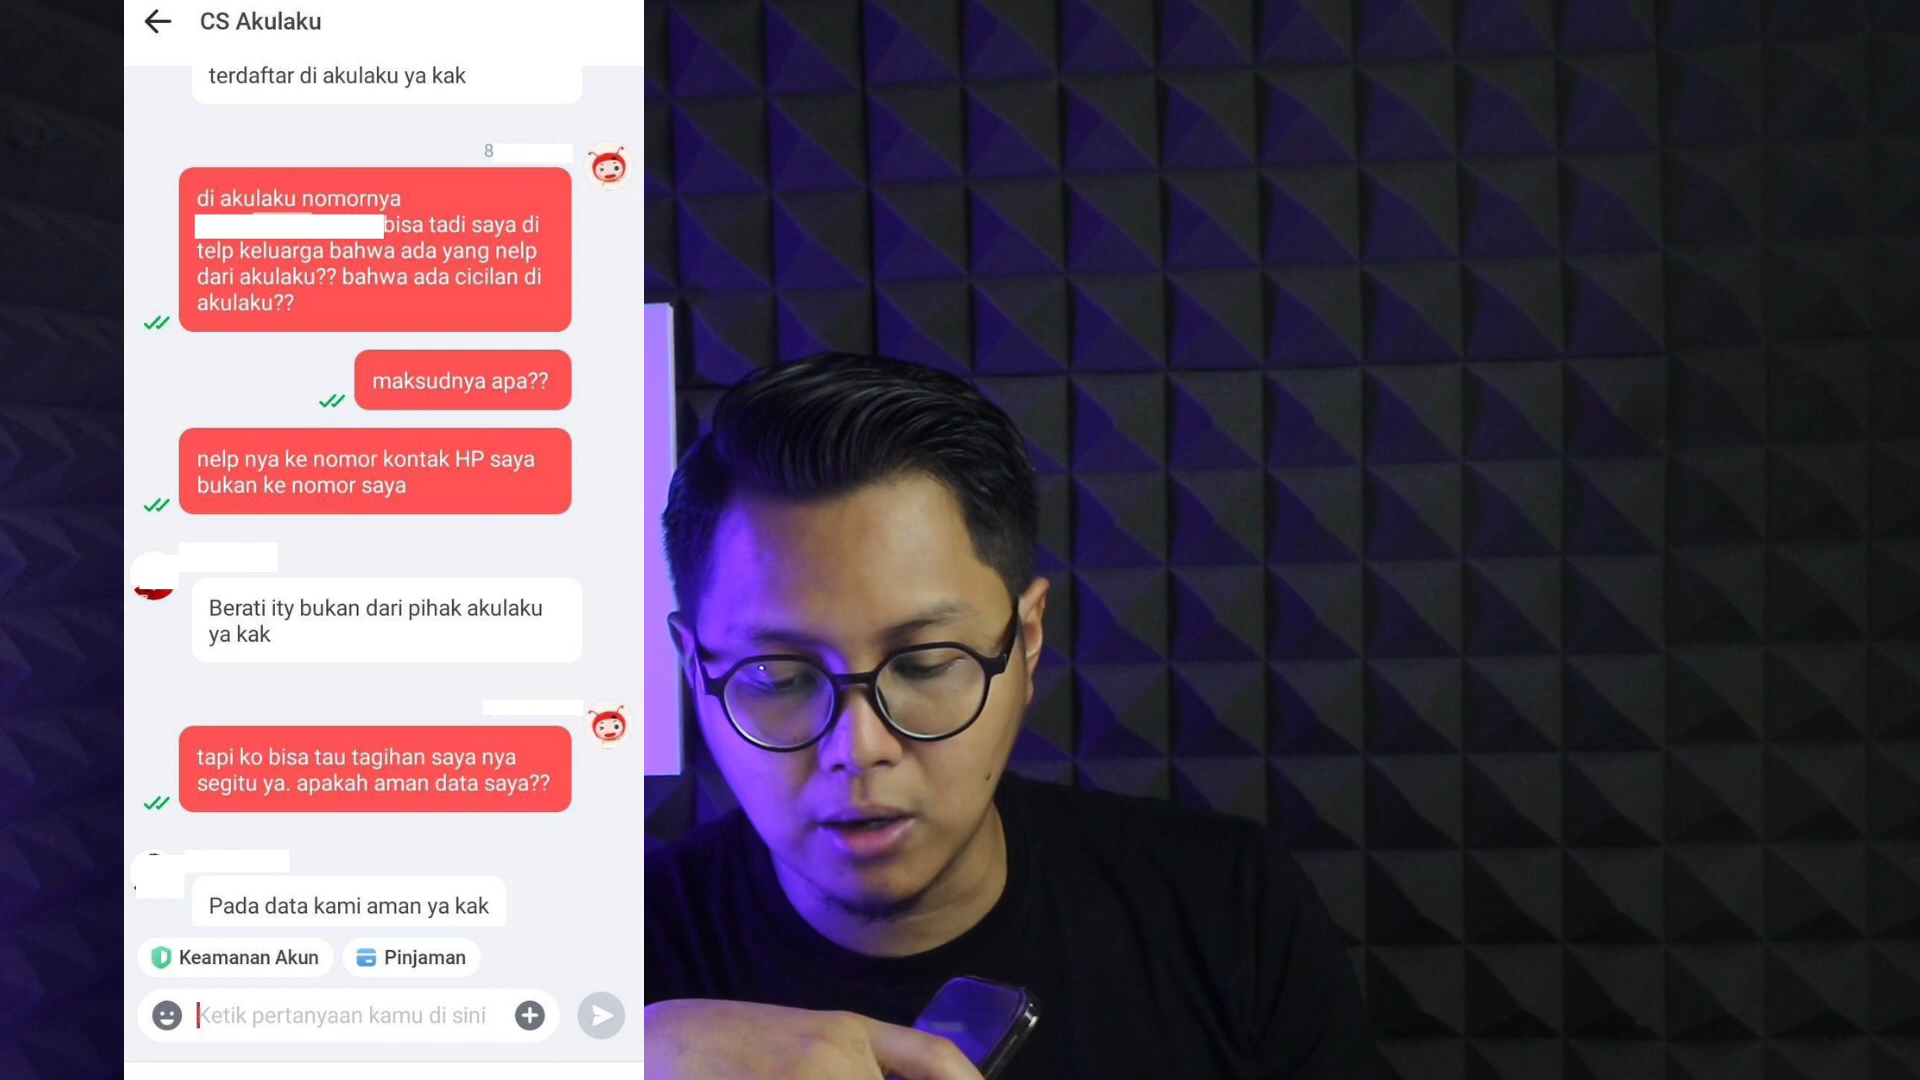 CS Akulaku
terdaftar di akulaku ya kak
8
di akulaku nomornya
bisa tadi saya di
telp keluarga bahwa ada yang nelp
dari akulaku?? bahwa ada cicilan di
akulaku??
maksudnya apa??
nelp nya ke nomor kontak HP saya
bukan ke nomor saya
Berati ity bukan dari pihak akulaku
ya kak
tapi ko bisa tau tagihan saya nya
segitu ya. apakah aman data saya??
Pada data kami aman ya kak
Keamanan Akun
Pinjaman
Ketik pertanyaan kamu di sini